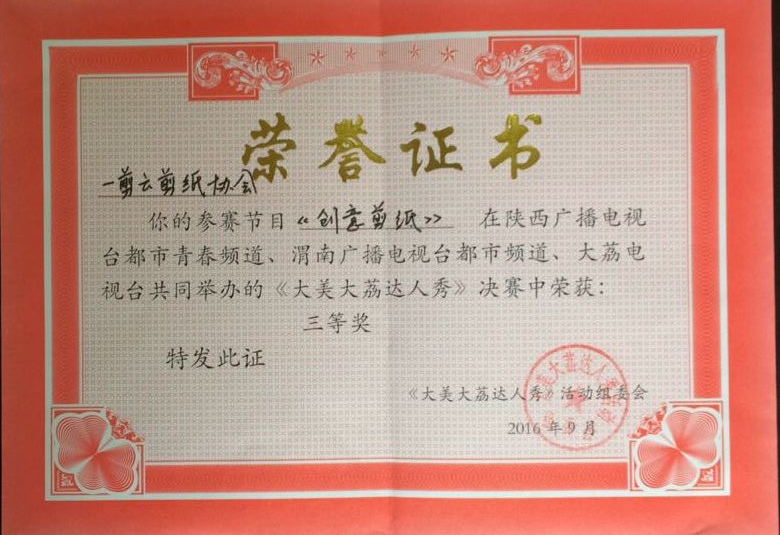 荣誉证书
一剪云剪纸协会
你的参赛节目《创意剪纸》 在陕西广播电视
台都市青春频道、渭南广播电视台都市频道、大荔电
视台共同举办的《大美大荔达人秀》决赛中荣获：
三等奖
特发此证
《大美大荔达人秀》活动组委会
2016年9月